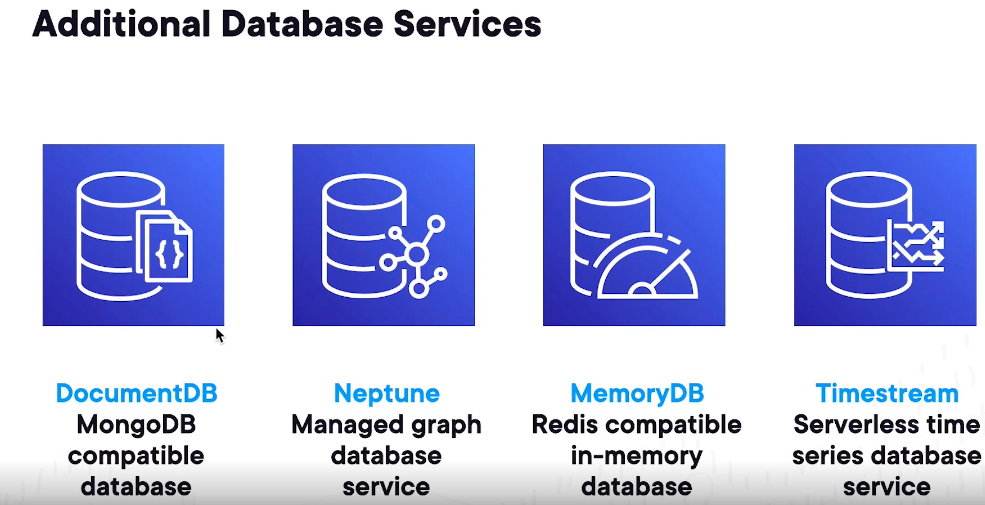 Additional Database Services
{}
DocumentDB
MongoDB
compatible
database
Neptune
Managed graph
database
service
MemoryDB
Redis compatible
in-memory
database
Timestream
Serverless time
series database
service